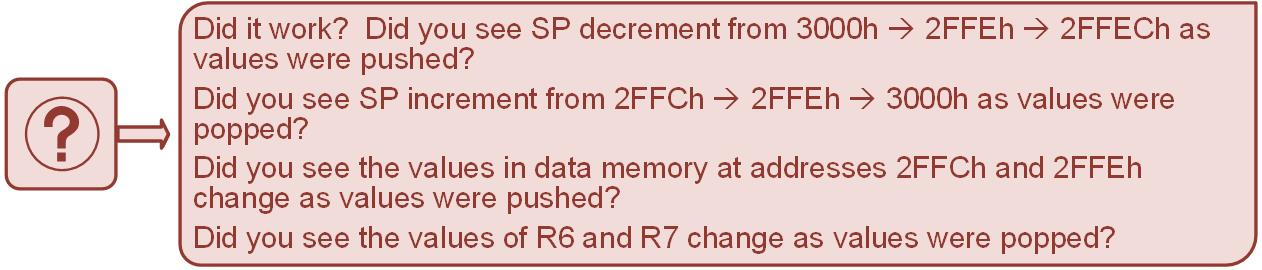 Did it work?  Did you see SP decrement from 3000h → 2FFEh → 2FFECh as
values were pushed?
Did you see SP increment from 2FFCh → 2FFEh → 3000h as values were
popped?
Did you see the values in data memory at addresses 2FFCh and 2FFEh
change as values were pushed?
Did you see the values of R6 and R7 change as values were popped?
?